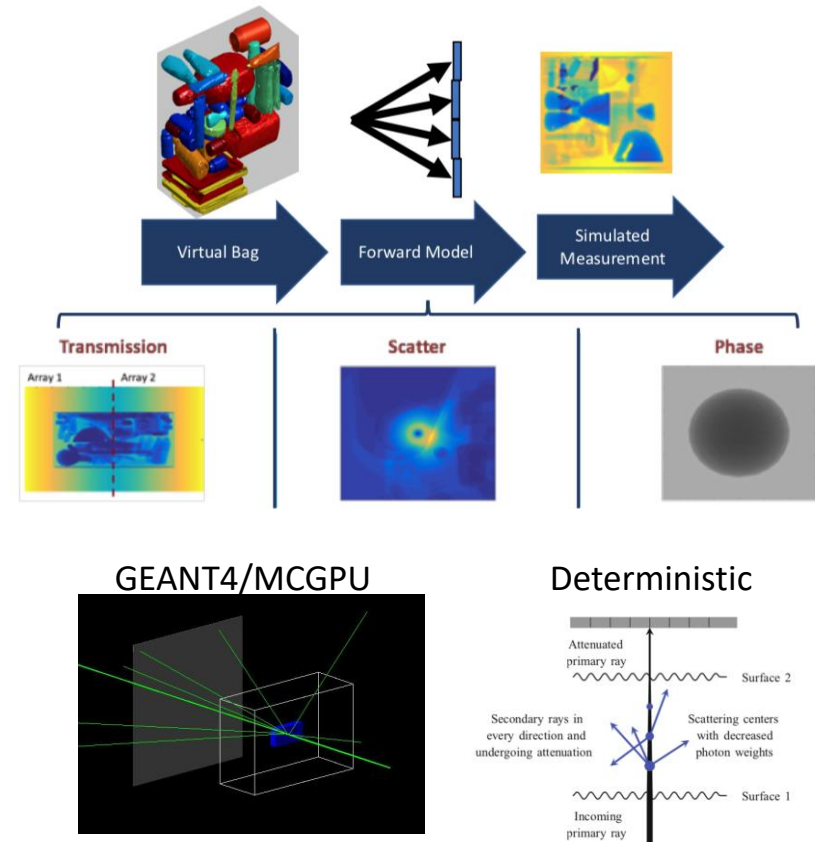 Virtual Bag
Forward Model
Simulated
Measurement
Transmission
Scatter
Phase
Array 1
Array 2
GEANT4/MCGPU
Deterministic
Attenuated
primary ray
Surface 2
Secondary rays in
every direction and
undergoing attenuation
Scattering centers
with decreased
photon weights
Surface 1
Incoming
primary ray